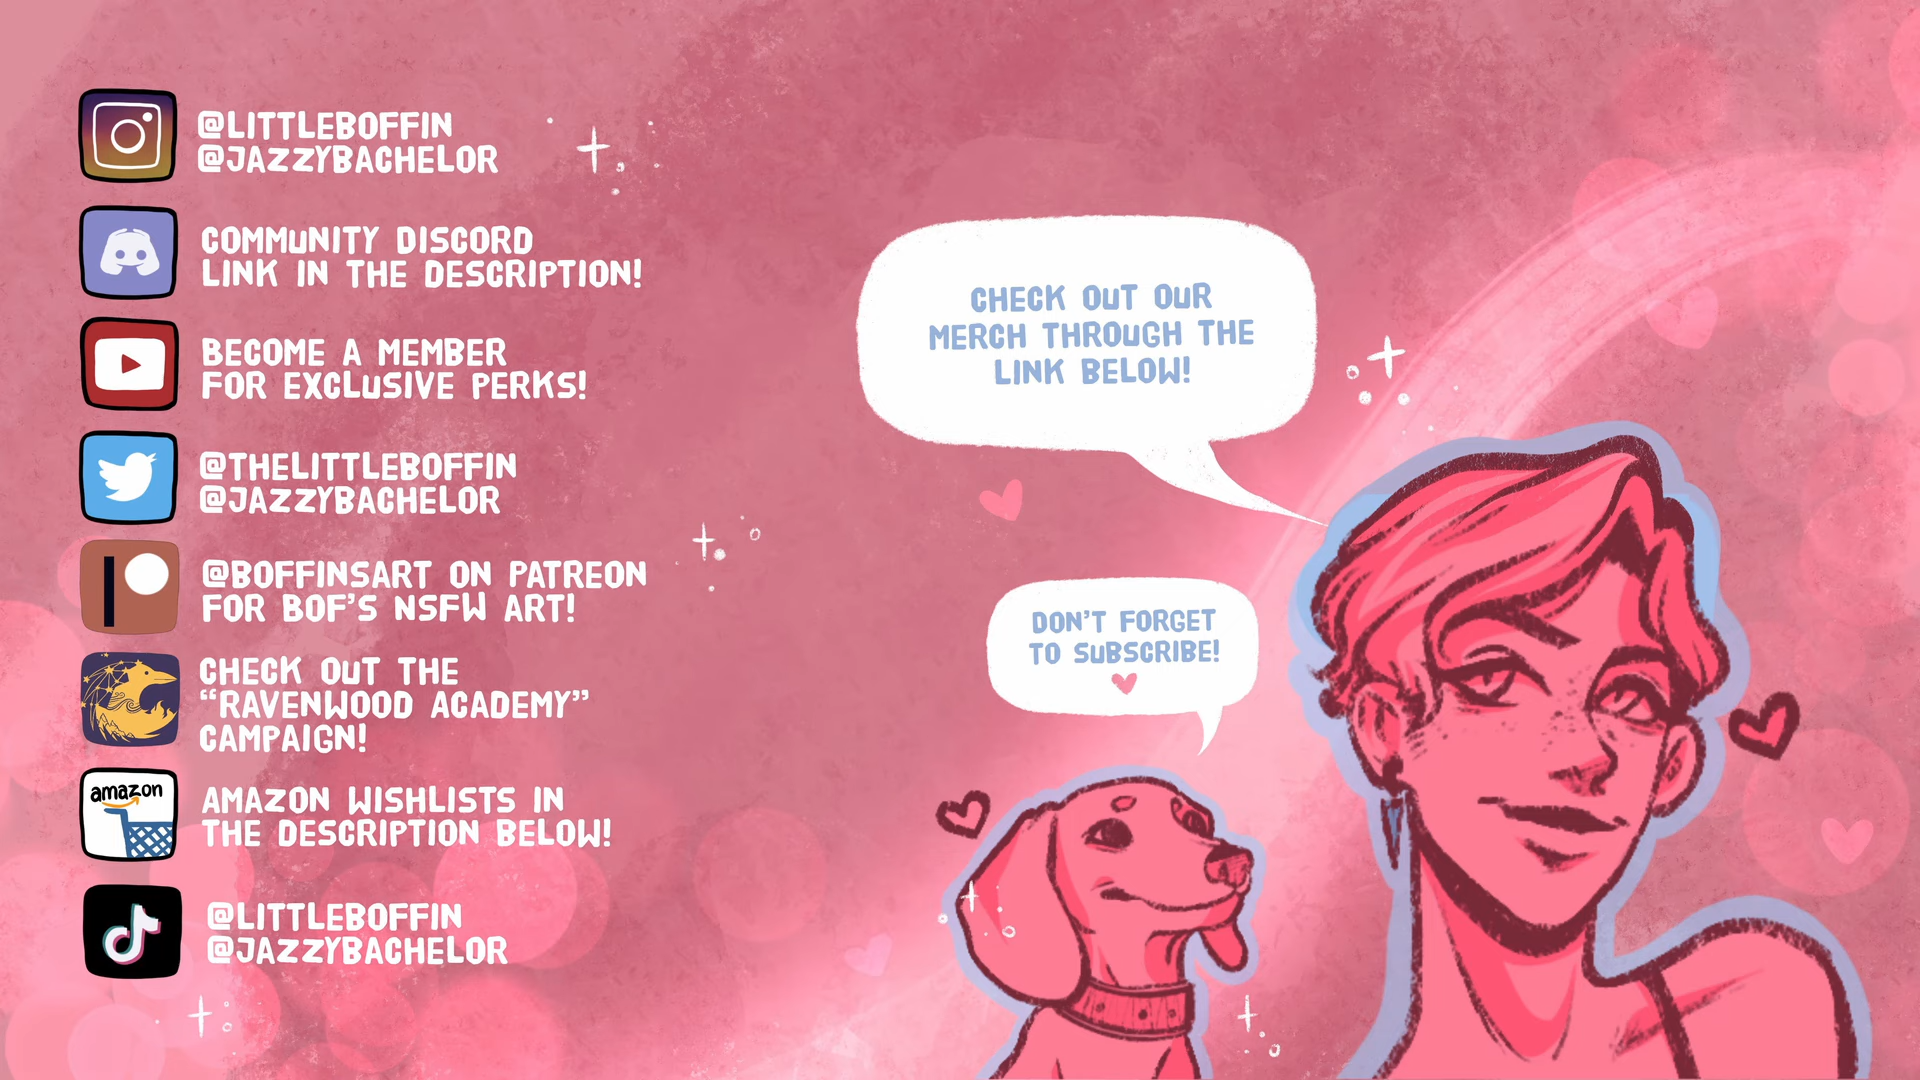 @LITTLEBOFFIN
@JAZZYBACHELOR
COMMUNITY DISCORD
LINK IN THE DESCRIPTION!
BECOME A MEMBER
FOR EXCLUSIVE PERKS!
@THELITTLEBOFFIN
@JAZZYBACHELOR
@BOFFINSART ON PATREON
FOR BOF'S NSFW ART!
CHECK OUT THE
“RAVENWOOD ACADEMY”
CAMPAIGN!
amazon
AMAZON WISHLISTS IN
THE DESCRIPTION BELOW!
@LITTLEBOFFIN
@JAZZYBACHELOR
CHECK OUT OUR
MERCH THROUGH THE
LINK BELOW!
DON'T FORGET
TO SUBSCRIBE!